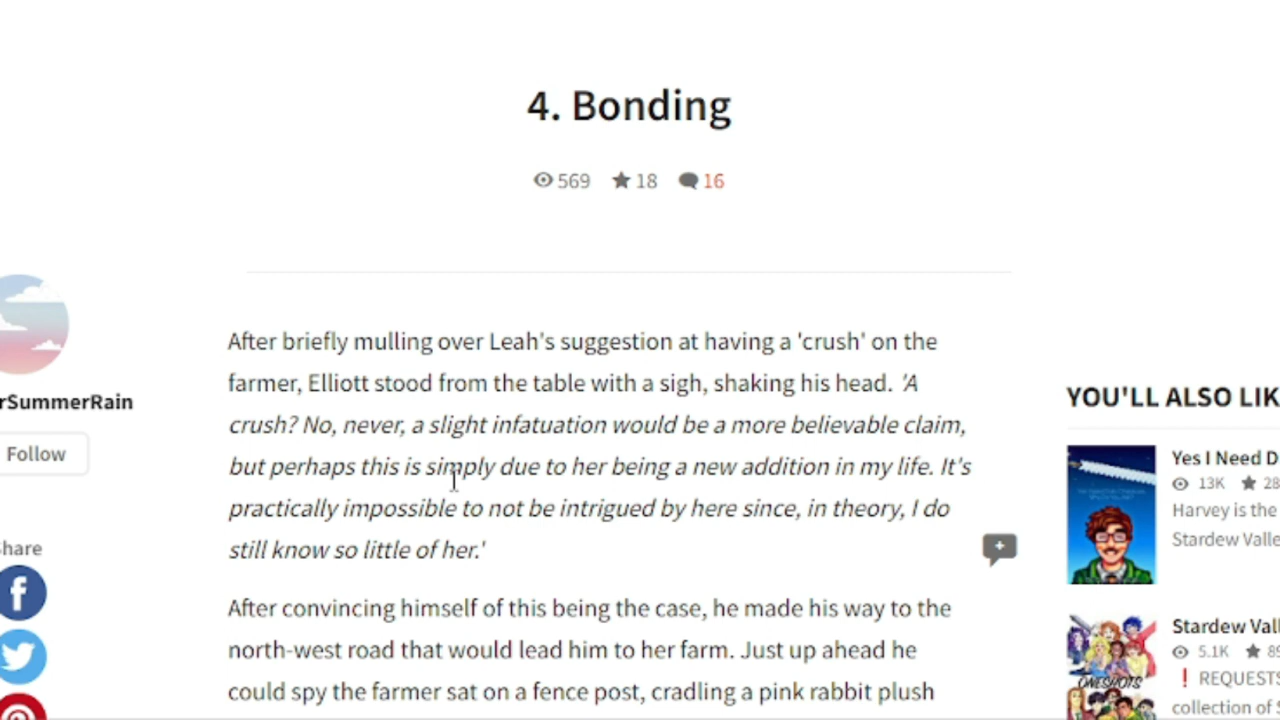 4. Bonding
569 18 16
After briefly mulling over Leah's suggestion at having a 'crush' on the
farmer, Elliott stood from the table with a sigh, shaking his head. 'A
crush? No, never, a slight infatuation would be a more believable claim,
but perhaps this is simply due to her being a new addition in my life. It's
practically impossible to not be intrigued by here since, in theory, I do
still know so little of her.'
After convincing himself of this being the case, he made his way to the
north-west road that would lead him to her farm. Just up ahead he
could spy the farmer sat on a fence post, cradling a pink rabbit plush
rSummerRain
Follow
Share
YOU'LL ALSO LIK
Yes I Need D
13K 28
Harvey is the
Stardew Valle
Stardew Vall
5.1K 89
❗ REQUESTS
collection of S
ONESHOTS